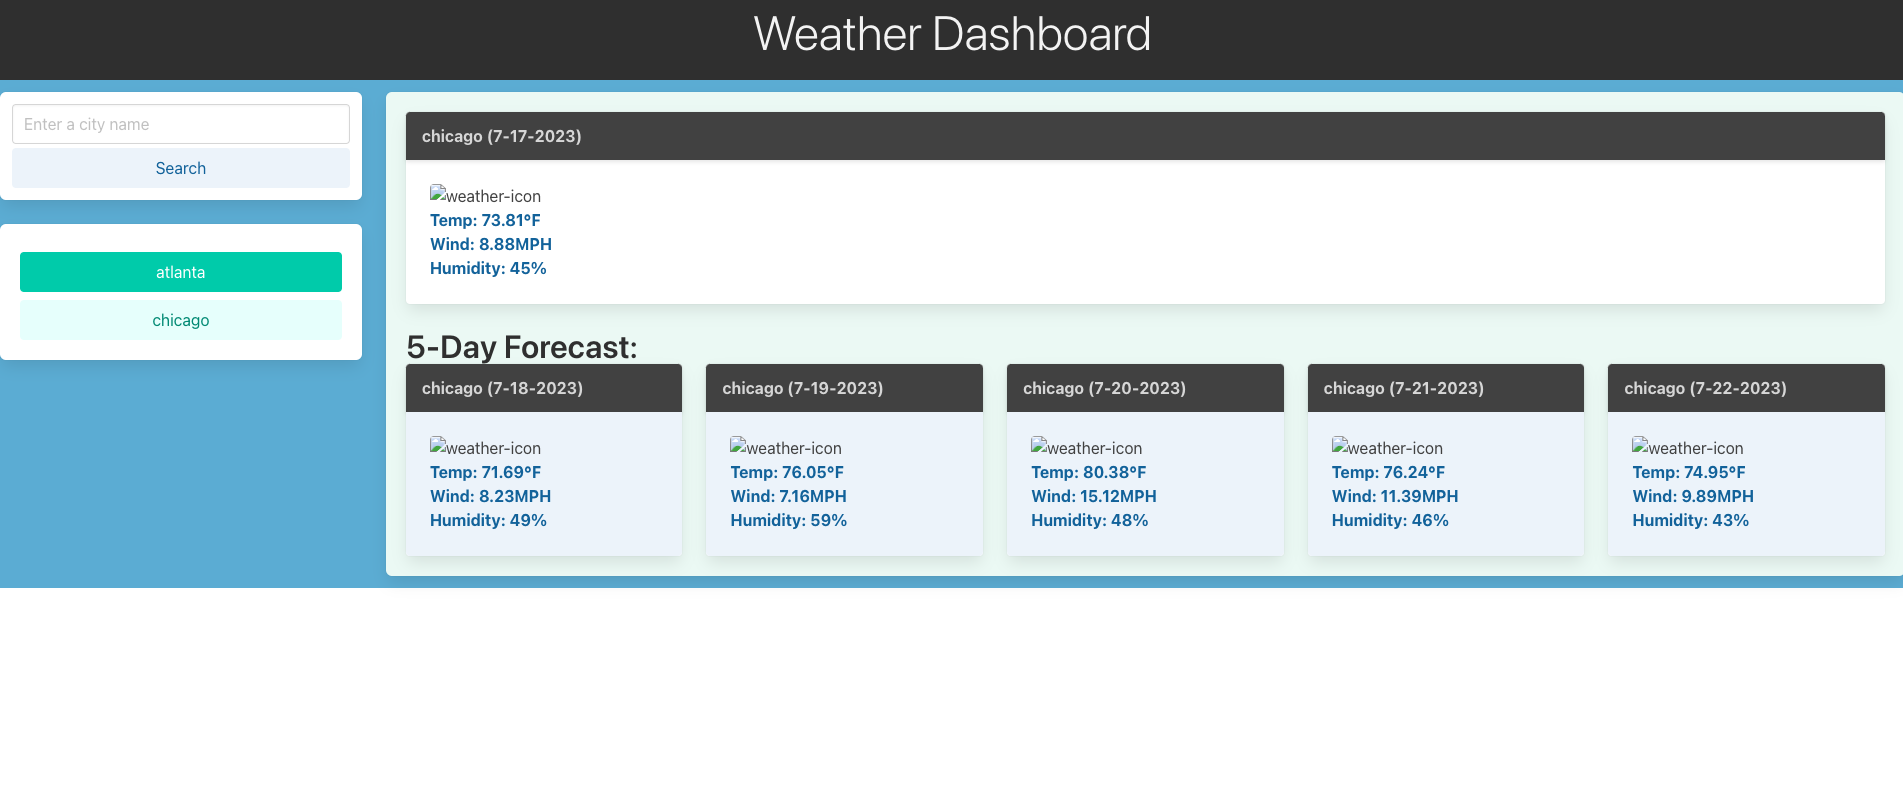 Weather Dashboard
Enter a city name
Search
atlanta
chicago
chicago (7-17-2023)
weather-icon
Temp: 73.81°F
Wind: 8.88MPH
Humidity: 45%
5-Day Forecast:
chicago (7-18-2023)
weather-icon
Temp: 71.69°F
Wind: 8.23MPH
Humidity: 49%
chicago (7-19-2023)
weather-icon
Temp: 76.05°F
Wind: 7.16MPH
Humidity: 59%
chicago (7-20-2023)
weather-icon
Temp: 80.38°F
Wind: 15.12MPH
Humidity: 48%
chicago (7-21-2023)
weather-icon
Temp: 76.24°F
Wind: 11.39MPH
Humidity: 46%
chicago (7-22-2023)
weather-icon
Temp: 74.95°F
Wind: 9.89MPH
Humidity: 43%